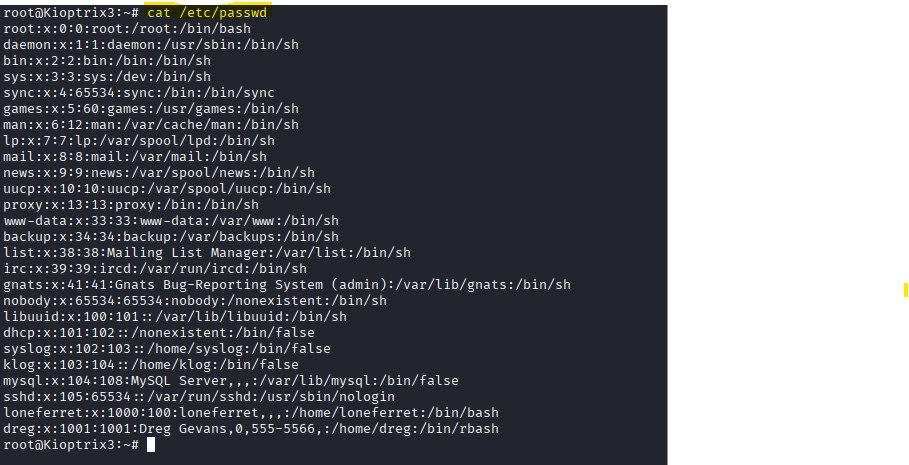 root@Kioptrix3:~# cat /etc/passwd
root:x:0:0:root:/root:/bin/bash
daemon:x:1:1:daemon:/usr/sbin:/bin/sh
bin:x:2:2:bin:/bin:/bin/sh
sys:x:3:3:sys:/dev:/bin/sh
sync:x:4:65534:sync:/bin:/bin/sync
games:x:5:60:games:/usr/games:/bin/sh
man:x:6:12:man:/var/cache/man:/bin/sh
lp:x:7:7:lp:/var/spool/lpd:/bin/sh
mail:x:8:8:mail:/var/mail:/bin/sh
news:x:9:9:news:/var/spool/news:/bin/sh
uucp:x:10:10:uucp:/var/spool/uucp:/bin/sh
proxy:x:13:13:proxy:/bin:/bin/sh
www-data:x:33:33:www-data:/var/www:/bin/sh
backup:x:34:34:backup:/var/backups:/bin/sh
list:x:38:38:Mailing List Manager:/var/list:/bin/sh
irc:x:39:39:ircd:/var/run/ircd:/bin/sh
gnats:x:41:41:Gnats Bug-Reporting System (admin):/var/lib/gnats:/bin/sh
nobody:x:65534:65534:nobody:/nonexistent:/bin/sh
libuuid:x:100:101::/var/lib/libuuid:/bin/sh
dhcp:x:101:102::/nonexistent:/bin/false
syslog:x:102:103::/home/syslog:/bin/false
klog:x:103:104::/home/klog:/bin/false
mysql:x:104:108:MySQL Server,,,:/var/lib/mysql:/bin/false
sshd:x:105:65534::/var/run/sshd:/usr/sbin/nologin
loneferret:x:1000:100:loneferret,,,:/home/loneferret:/bin/bash
dreg:x:1001:1001:Dreg Gevans,0,555-5566,:/home/dreg:/bin/rbash
root@Kioptrix3:~#